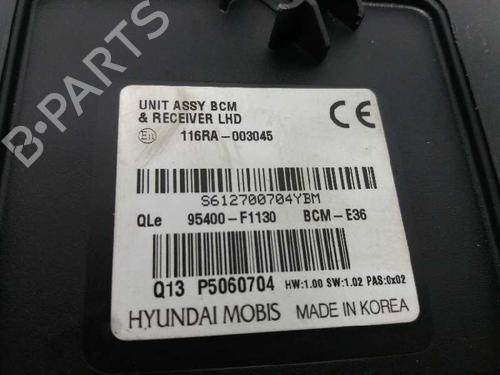 UNIT ASSY BCM
& RECEIVER LHD
CE
116RA-003045
S612700704YBM
QLe 95400-F1130 BCM-E36
Q13 P5060704 HW:1.00 SW:1.02 PAS:0x02
HYUNDAI MOBIS MADE IN KOREA
B-PARTS